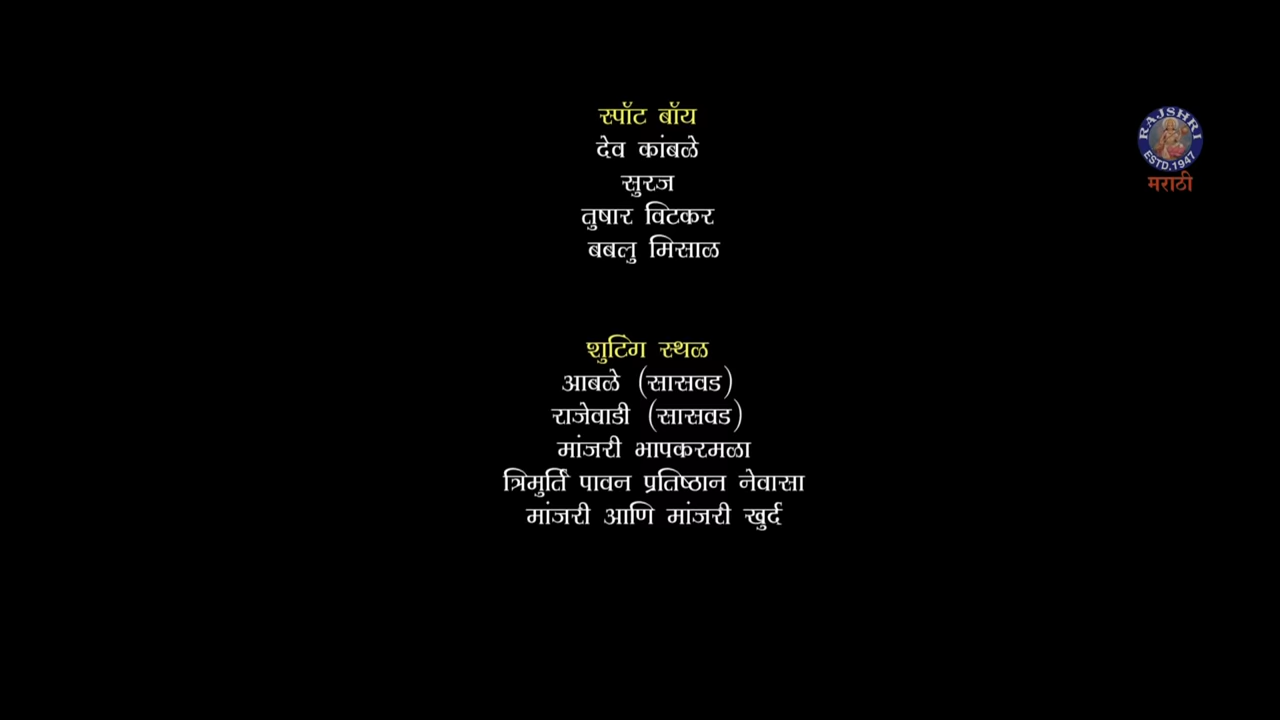 स्पॉट बॉय
देव कांबळे
सुरज
तुषार विटकर
बबलु मिसाळ
शुटिंग स्थळ
आबळे (सासवड)
राजेवाडी (सासवड)
मांजरी भापकरमळा
त्रिमुर्ति पावन प्रतिष्ठान नेवासा
मांजरी आणि मांजरी खुर्द
RAJSHRI
ESTD.1947
मराठी